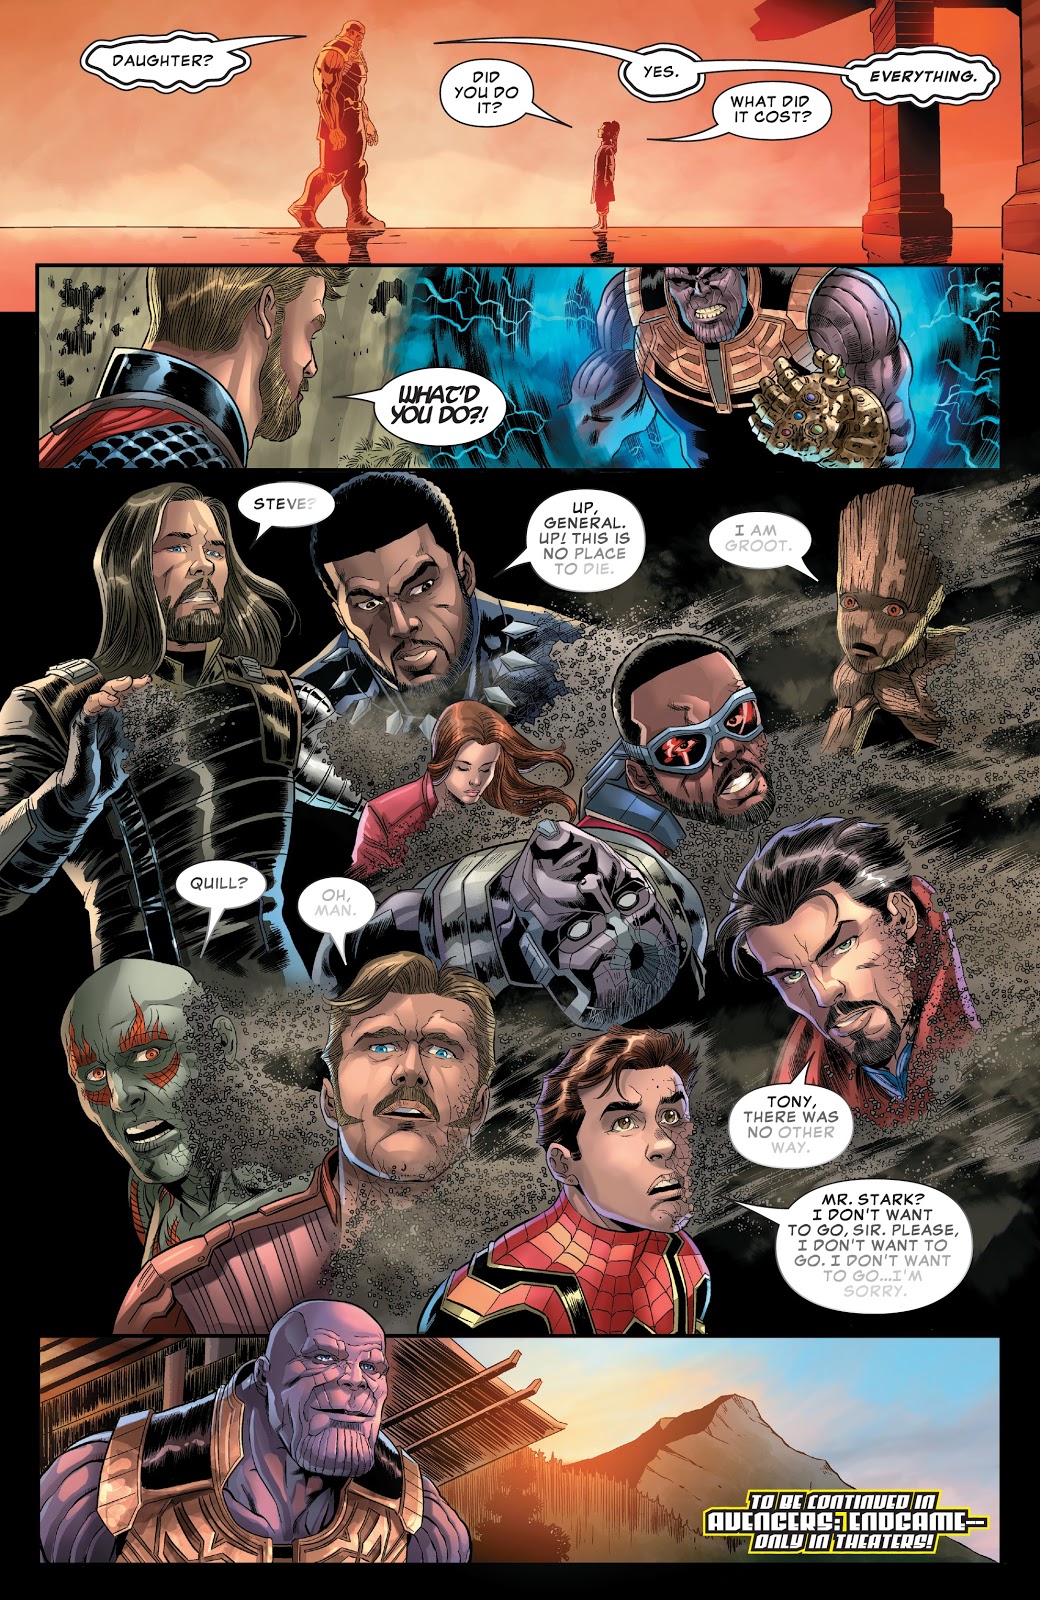 DAUGHTER?
DID
YOU DO
IT?
YES.
WHAT DID
IT COST?
EVERYTHING.
WHAT'D
YOU DO?!
STEVE?
UP,
GENERAL.
UP! THIS IS
NO PLACE
TO DIE.
I AM
GROOT.
QUILL?
OH,
MAN.
TONY,
THERE WAS
NO OTHER
WAY.
MR. STARK?
I DON'T WANT
TO GO, SIR. PLEASE,
I DON'T WANT TO
GO. I DON'T WANT
TO GO...I'M
SORRY.
TO BE CONTINUED IN
AVENGERS: ENDGAME--
ONLY IN THEATERS!